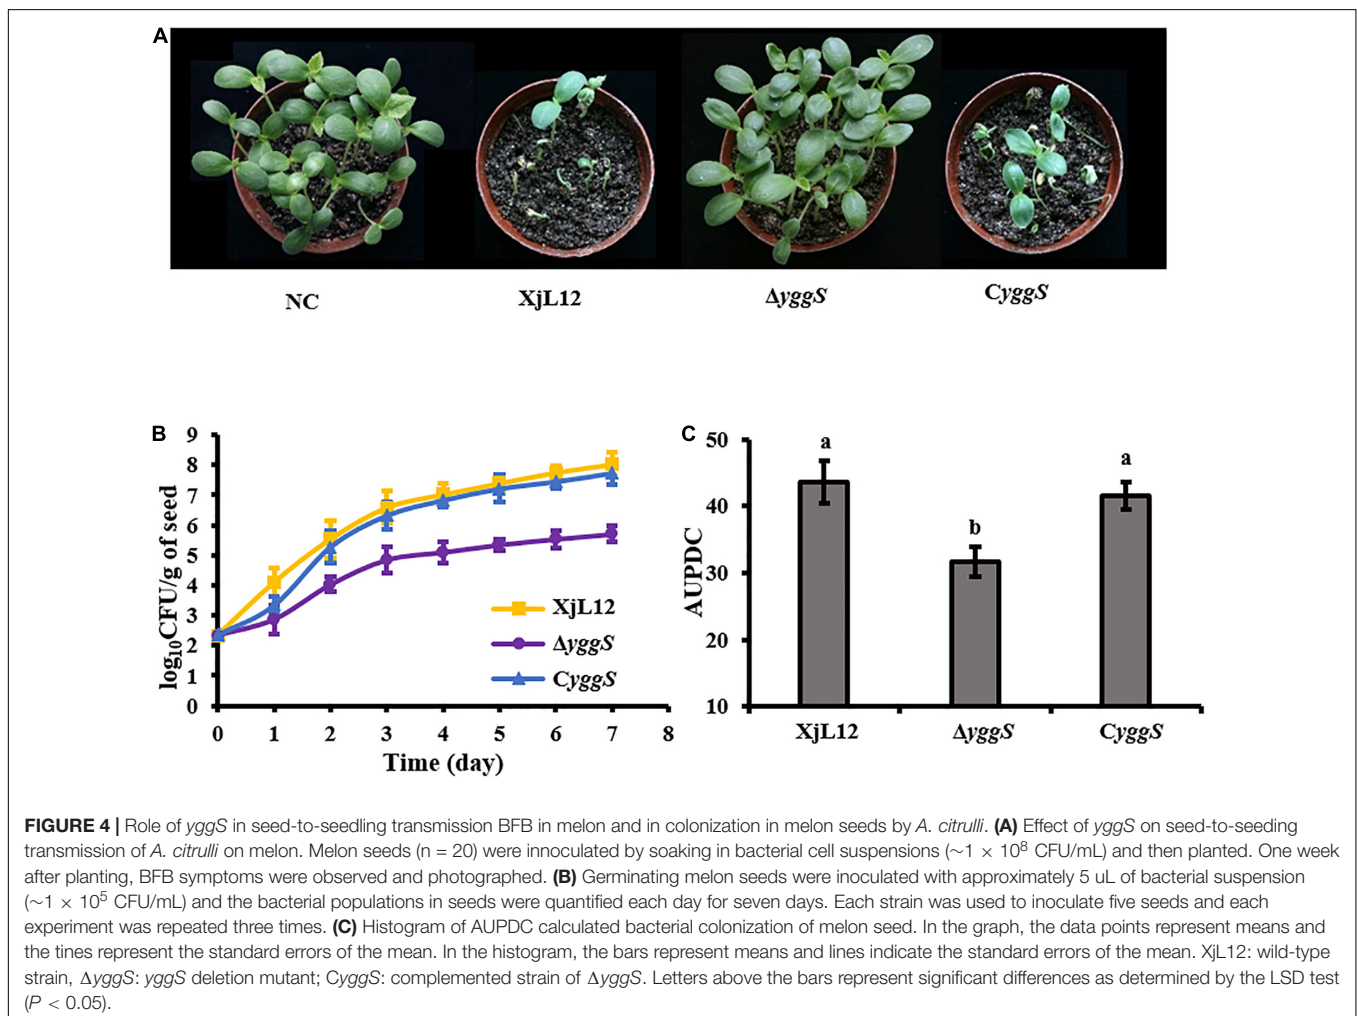 A
NC
XjL12
ΔyggS
CyggS
B
9
8
7
6
5
4
3
2
1
0
log₁₀CFU/g of seed
XjL12
ΔyggS
CyggS
0 1 2 3 4 5 6 7 8
Time (day)
C
50
40
30
20
10
AUPDC
a
b
a
XjL12 ΔyggS CyggS
FIGURE 4 | Role of yggS in seed-to-seedling transmission BFB in melon and in colonization in melon seeds by A. citrulli. (A) Effect of yggS on seed-to-seeding
transmission of A. citrulli on melon. Melon seeds (n = 20) were innoculated by soaking in bacterial cell suspensions (∼1 × 10⁸ CFU/mL) and then planted. One week
after planting, BFB symptoms were observed and photographed. (B) Germinating melon seeds were inoculated with approximately 5 uL of bacterial suspension
(∼1 × 10⁵ CFU/mL) and the bacterial populations in seeds were quantified each day for seven days. Each strain was used to inoculate five seeds and each
experiment was repeated three times. (C) Histogram of AUPDC calculated bacterial colonization of melon seed. In the graph, the data points represent means and
the tines represent the standard errors of the mean. In the histogram, the bars represent means and lines indicate the standard errors of the mean. XjL12: wild-type
strain, ΔyggS: yggS deletion mutant; CyggS: complemented strain of ΔyggS. Letters above the bars represent significant differences as determined by the LSD test
(P < 0.05).